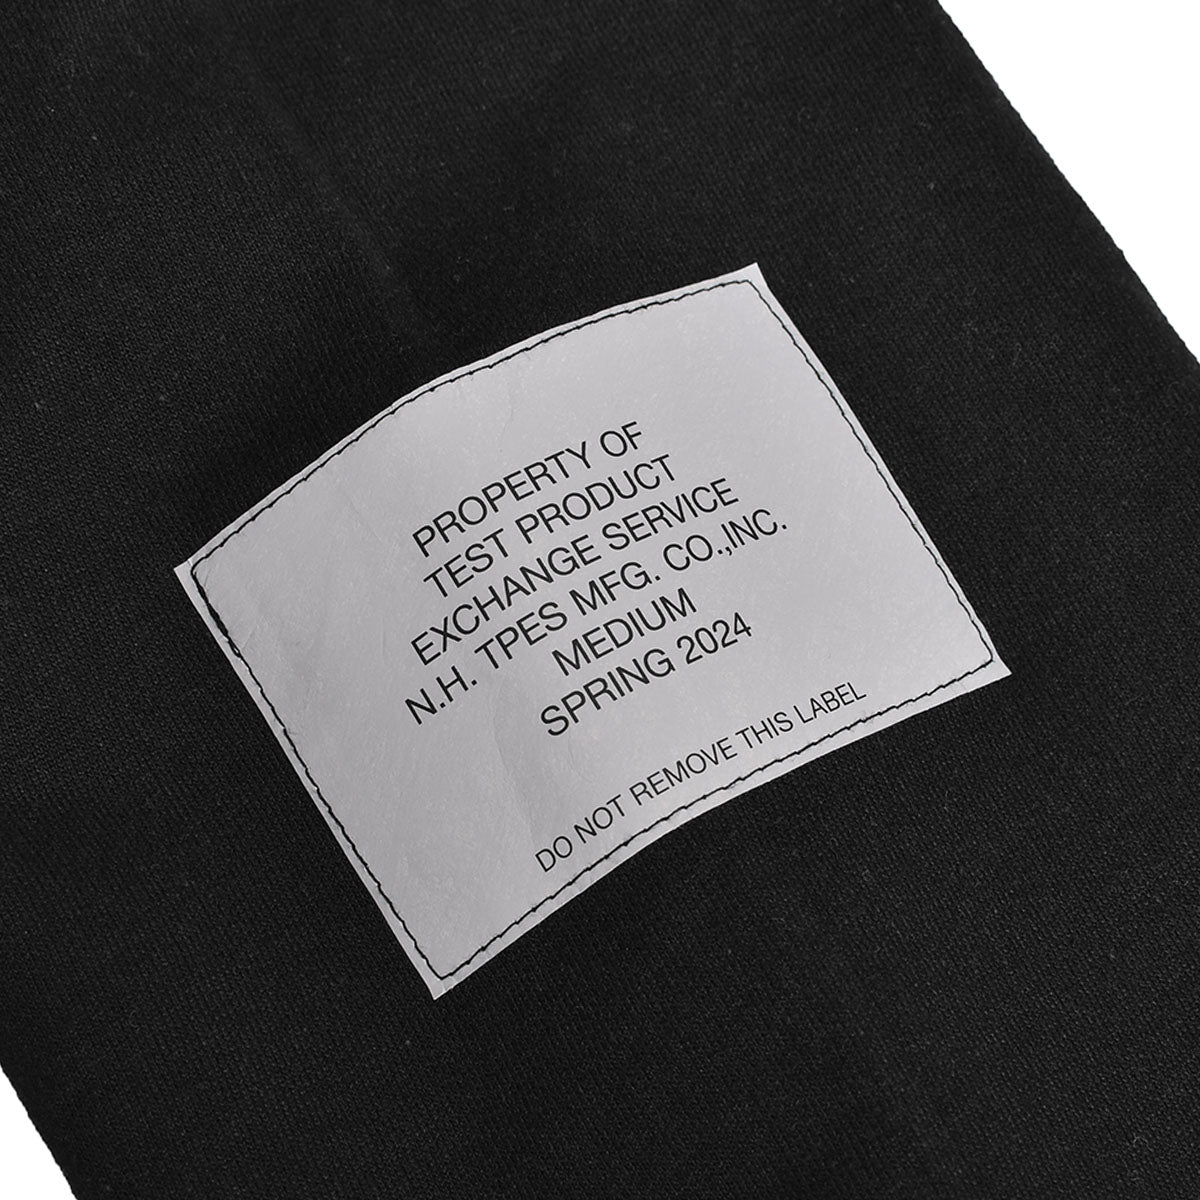 PROPERTY OF
TEST PRODUCT
EXCHANGE SERVICE
N.H. TPES MFG. CO.,INC.
MEDIUM
SPRING 2024
DO NOT REMOVE THIS LABEL